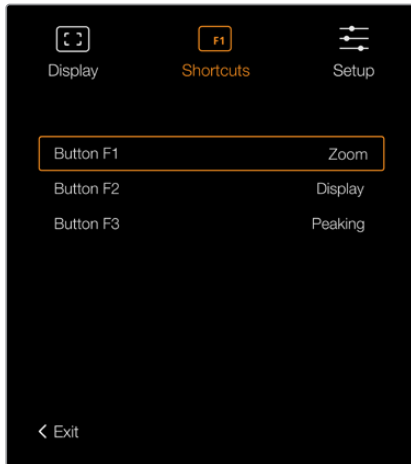 F1
Display Shortcuts Setup
Button F1 Zoom
Button F2 Display
Button F3 Peaking
Exit